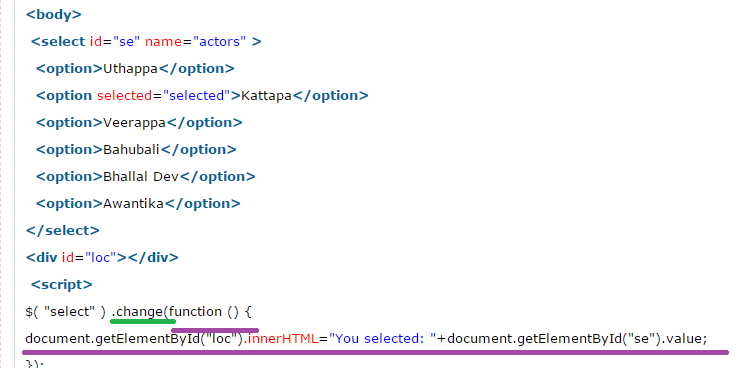 <body>
<select id="se" name="actors" >
<option>Uthappa</option>
<option selected="selected">Kattapa</option>
<option>Veerappa</option>
<option>Bahubali</option>
<option>Bhallal Dev</option>
<option>Awantika</option>
</select>
<div id="loc"></div>
<script>
$( "select" ) .change(function () {
document.getElementById("loc").innerHTML="You selected: "+document.getElementById("se").value;
});